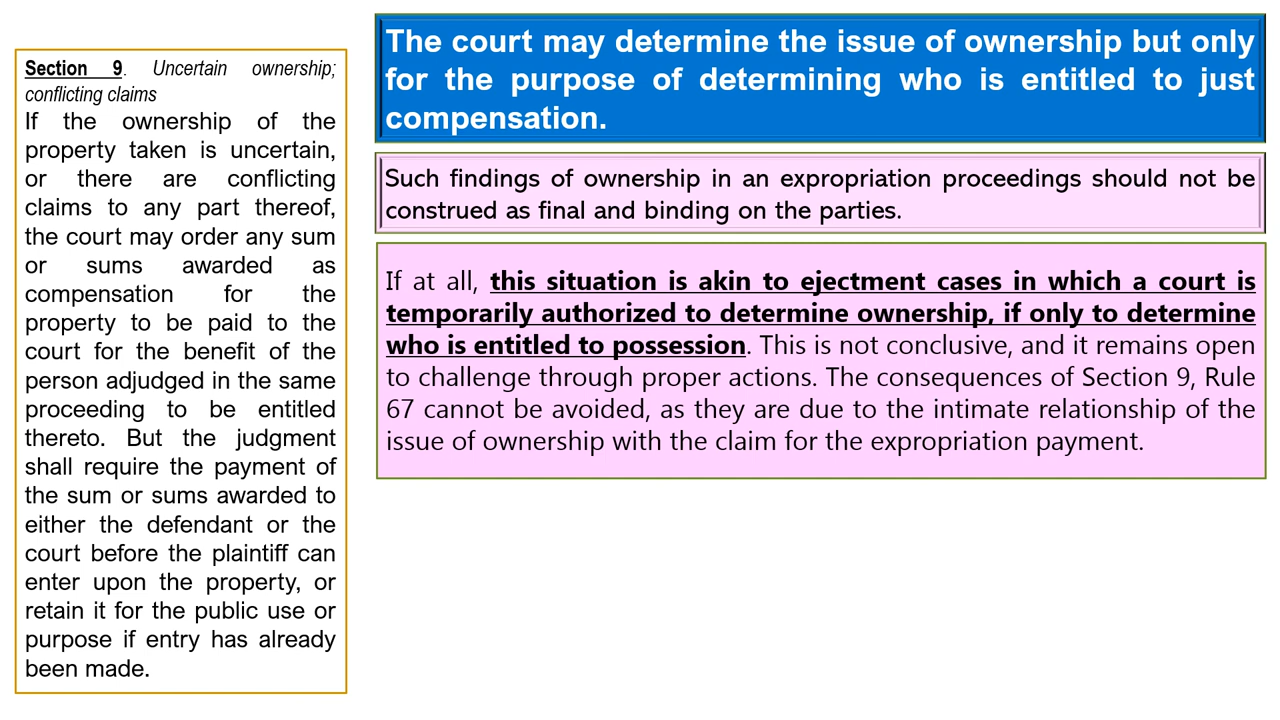 Section 9. Uncertain ownership;
conflicting claims
If the ownership of the
property taken is uncertain,
or there are conflicting
claims to any part thereof,
the court may order any sum
or sums awarded as
compensation for the
property to be paid to the
court for the benefit of the
person adjudged in the same
proceeding to be entitled
thereto. But the judgment
shall require the payment of
the sum or sums awarded to
either the defendant or the
court before the plaintiff can
enter upon the property, or
retain it for the public use or
purpose if entry has already
been made.
The court may determine the issue of ownership but only
for the purpose of determining who is entitled to just
compensation.
Such findings of ownership in an expropriation proceedings should not be
construed as final and binding on the parties.
If at all, this situation is akin to ejectment cases in which a court is
temporarily authorized to determine ownership, if only to determine
who is entitled to possession. This is not conclusive, and it remains open
to challenge through proper actions. The consequences of Section 9, Rule
67 cannot be avoided, as they are due to the intimate relationship of the
issue of ownership with the claim for the expropriation payment.